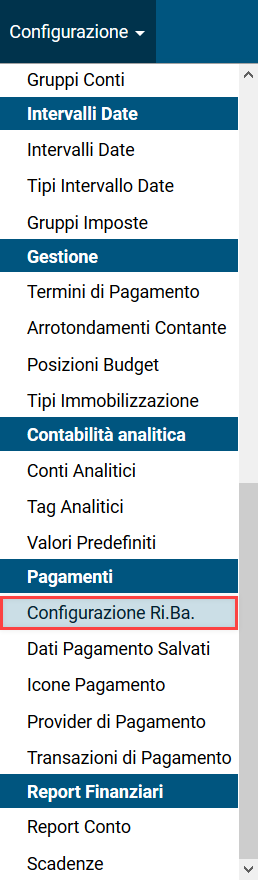 Configurazione
Gruppi Conti
Intervalli Date
Intervalli Date
Tipi Intervallo Date
Gruppi Imposte
Gestione
Termini di Pagamento
Arrotondamenti Contante
Posizioni Budget
Tipi Immobilizzazione
Contabilità analitica
Conti Analitici
Tag Analitici
Valori Predefiniti
Pagamenti
Configurazione Ri.Ba.
Dati Pagamento Salvati
Icone Pagamento
Provider di Pagamento
Transazioni di Pagamento
Report Finanziari
Report Conto
Scadenze